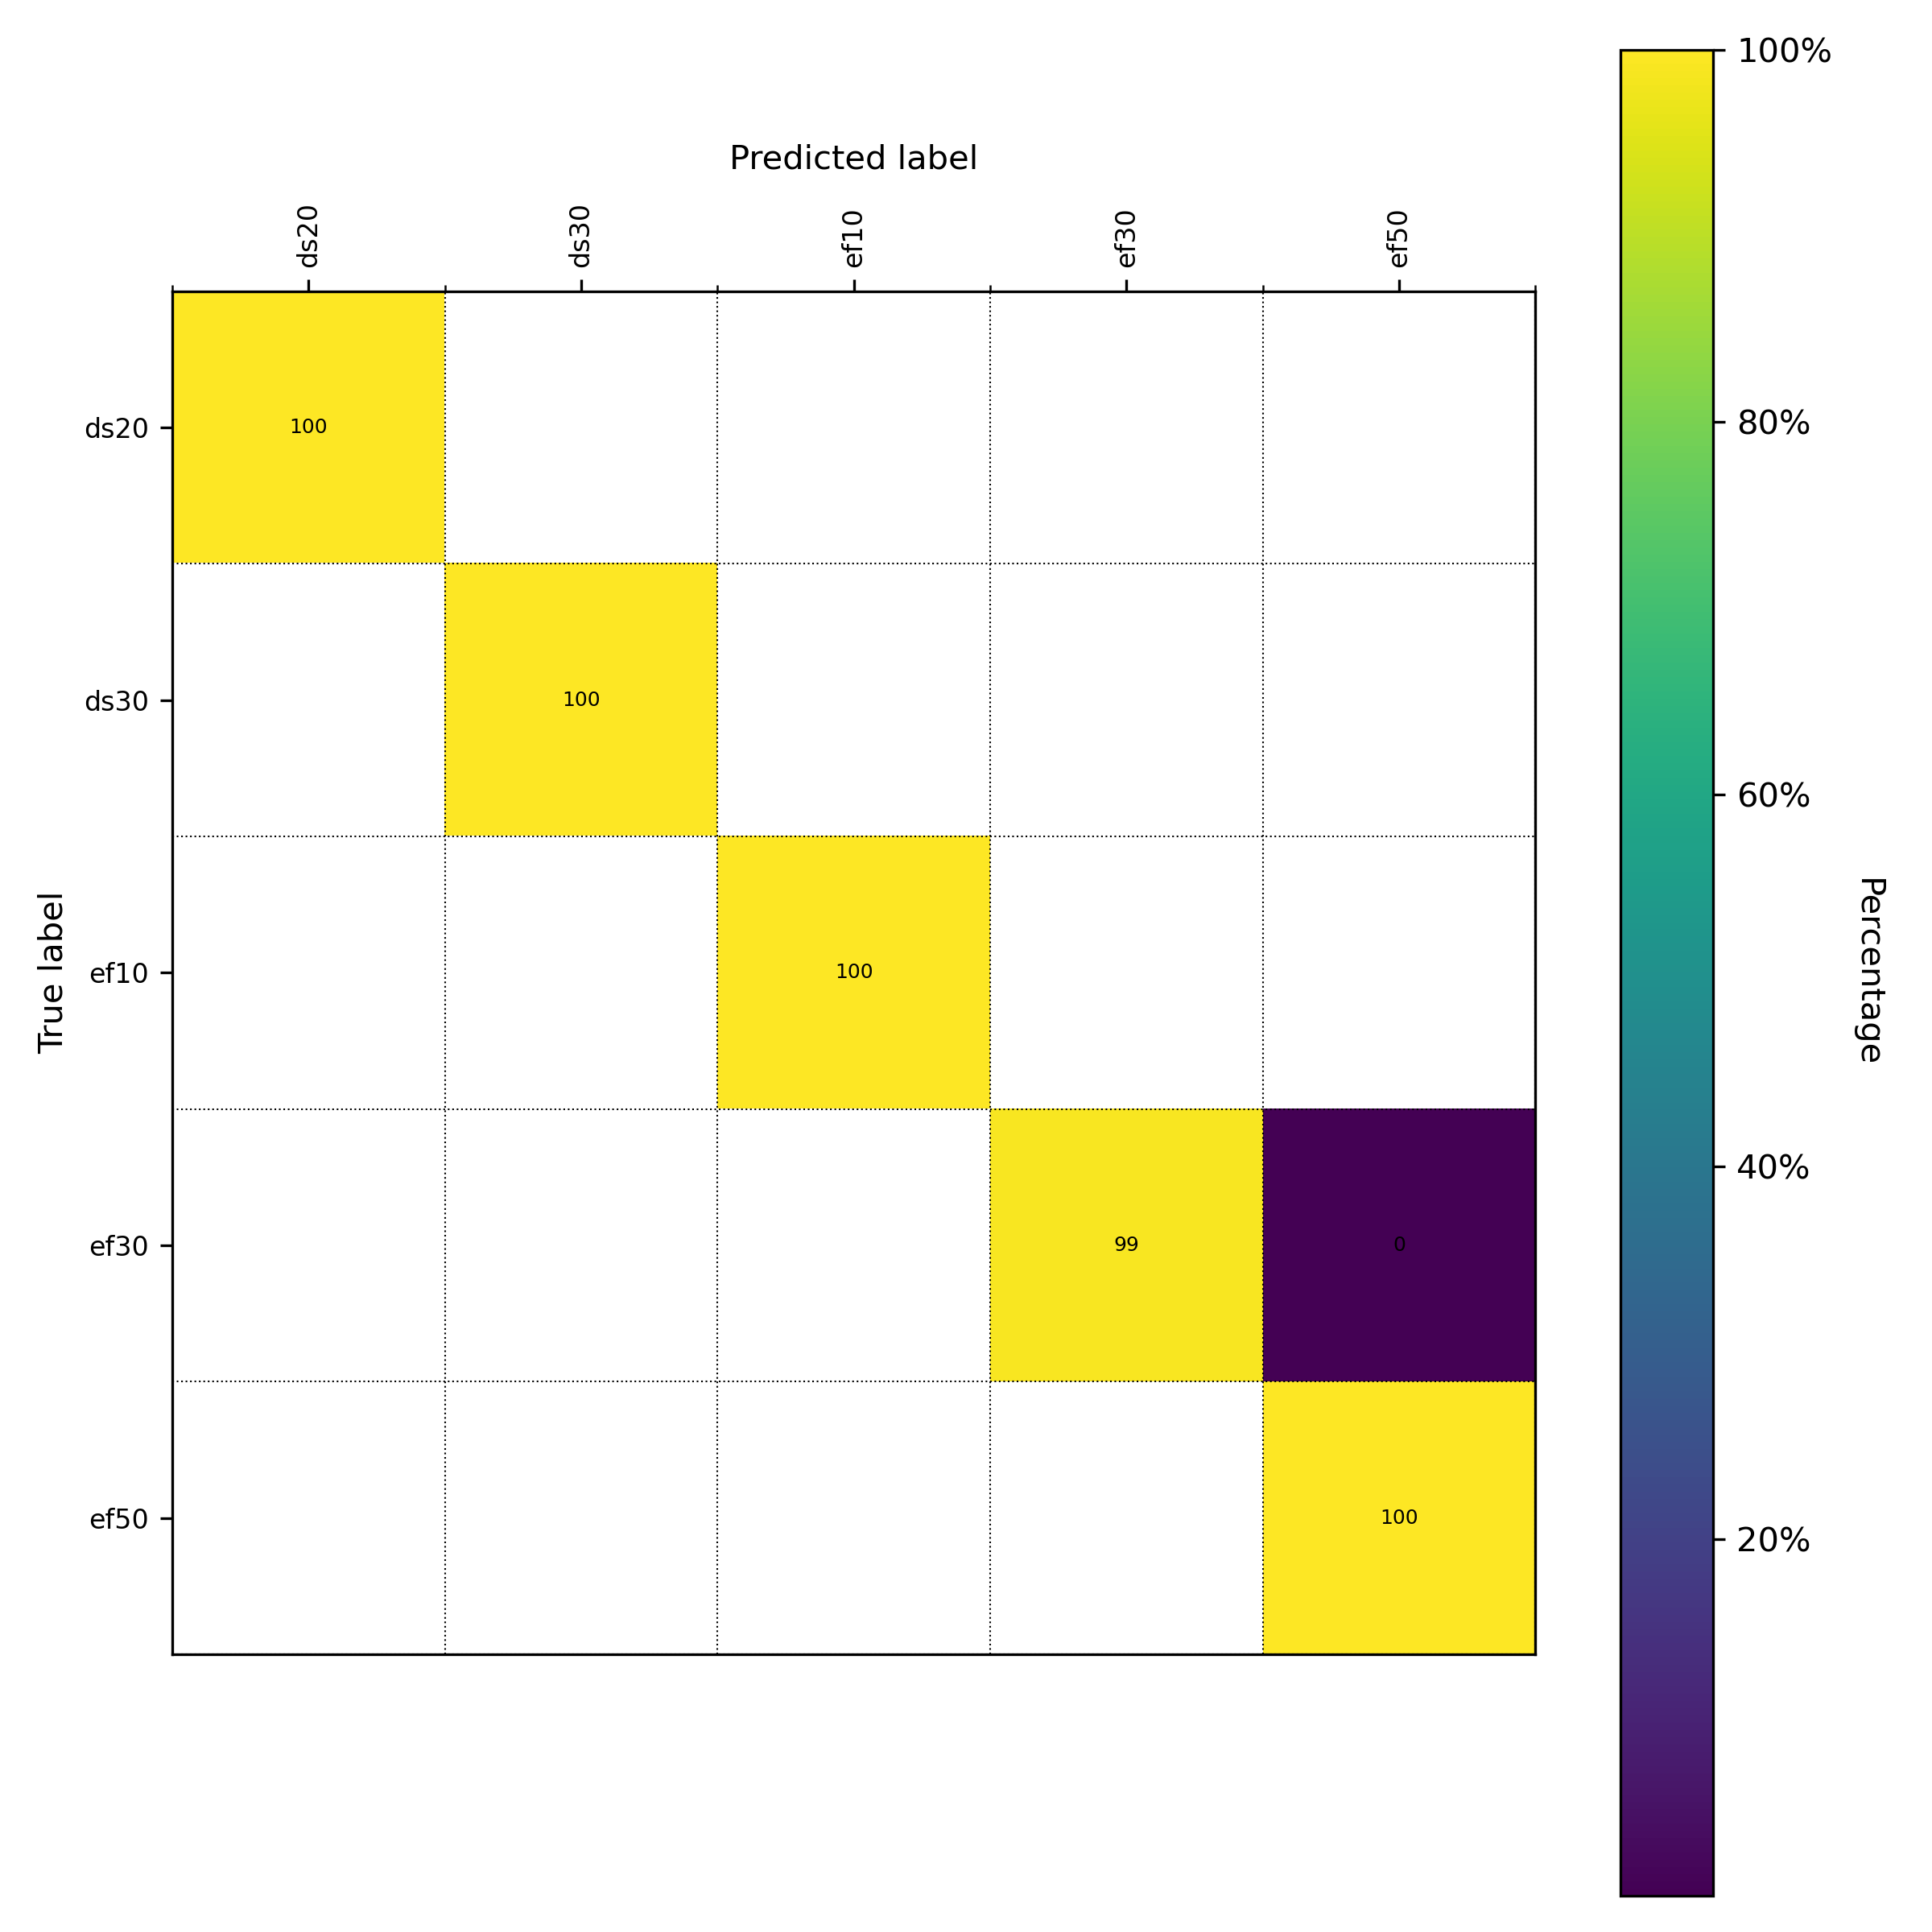 100%
Predicted label
ds20 ds30 ef10 ef30 ef50
ds20 100
80%
ds30 100
60%
True label
Percentage
ef10 100
40%
ef30 99 0
ef50 100
20%